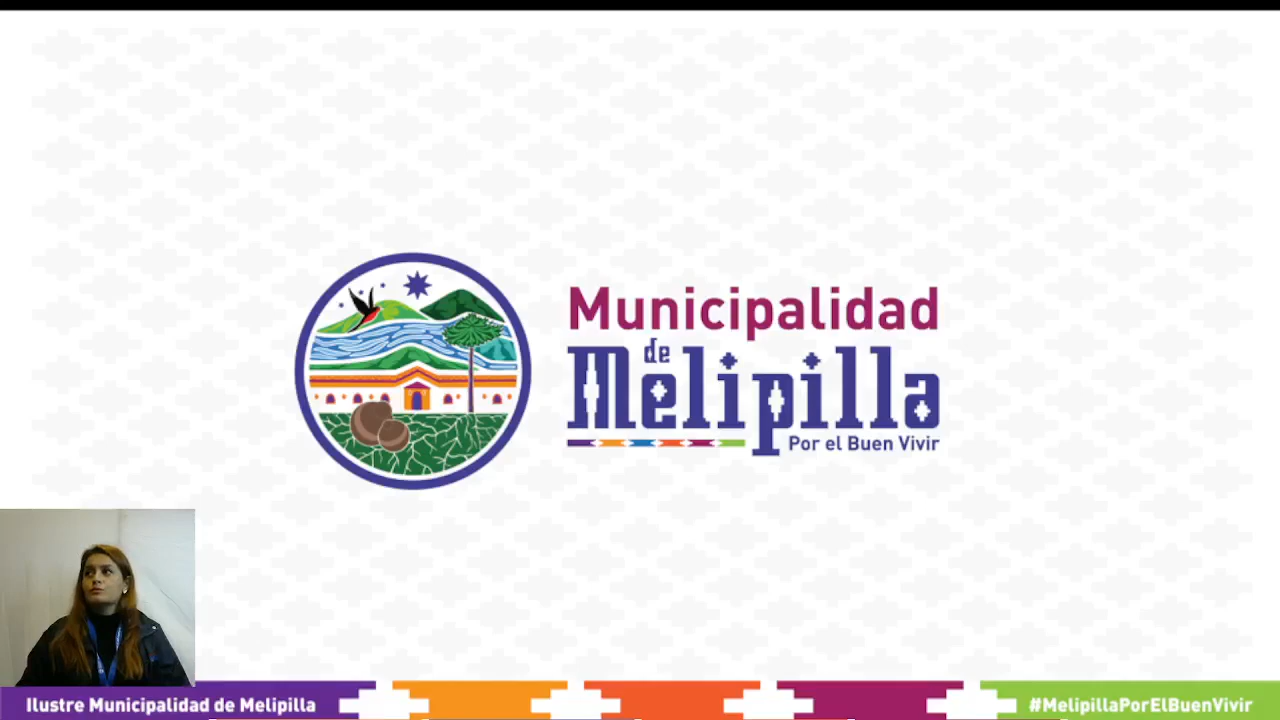 Municipalidad
de
Melipilla
Por el Buen Vivir
Ilustre Municipalidad de Melipilla
#MelipillaPorElBuenVivir